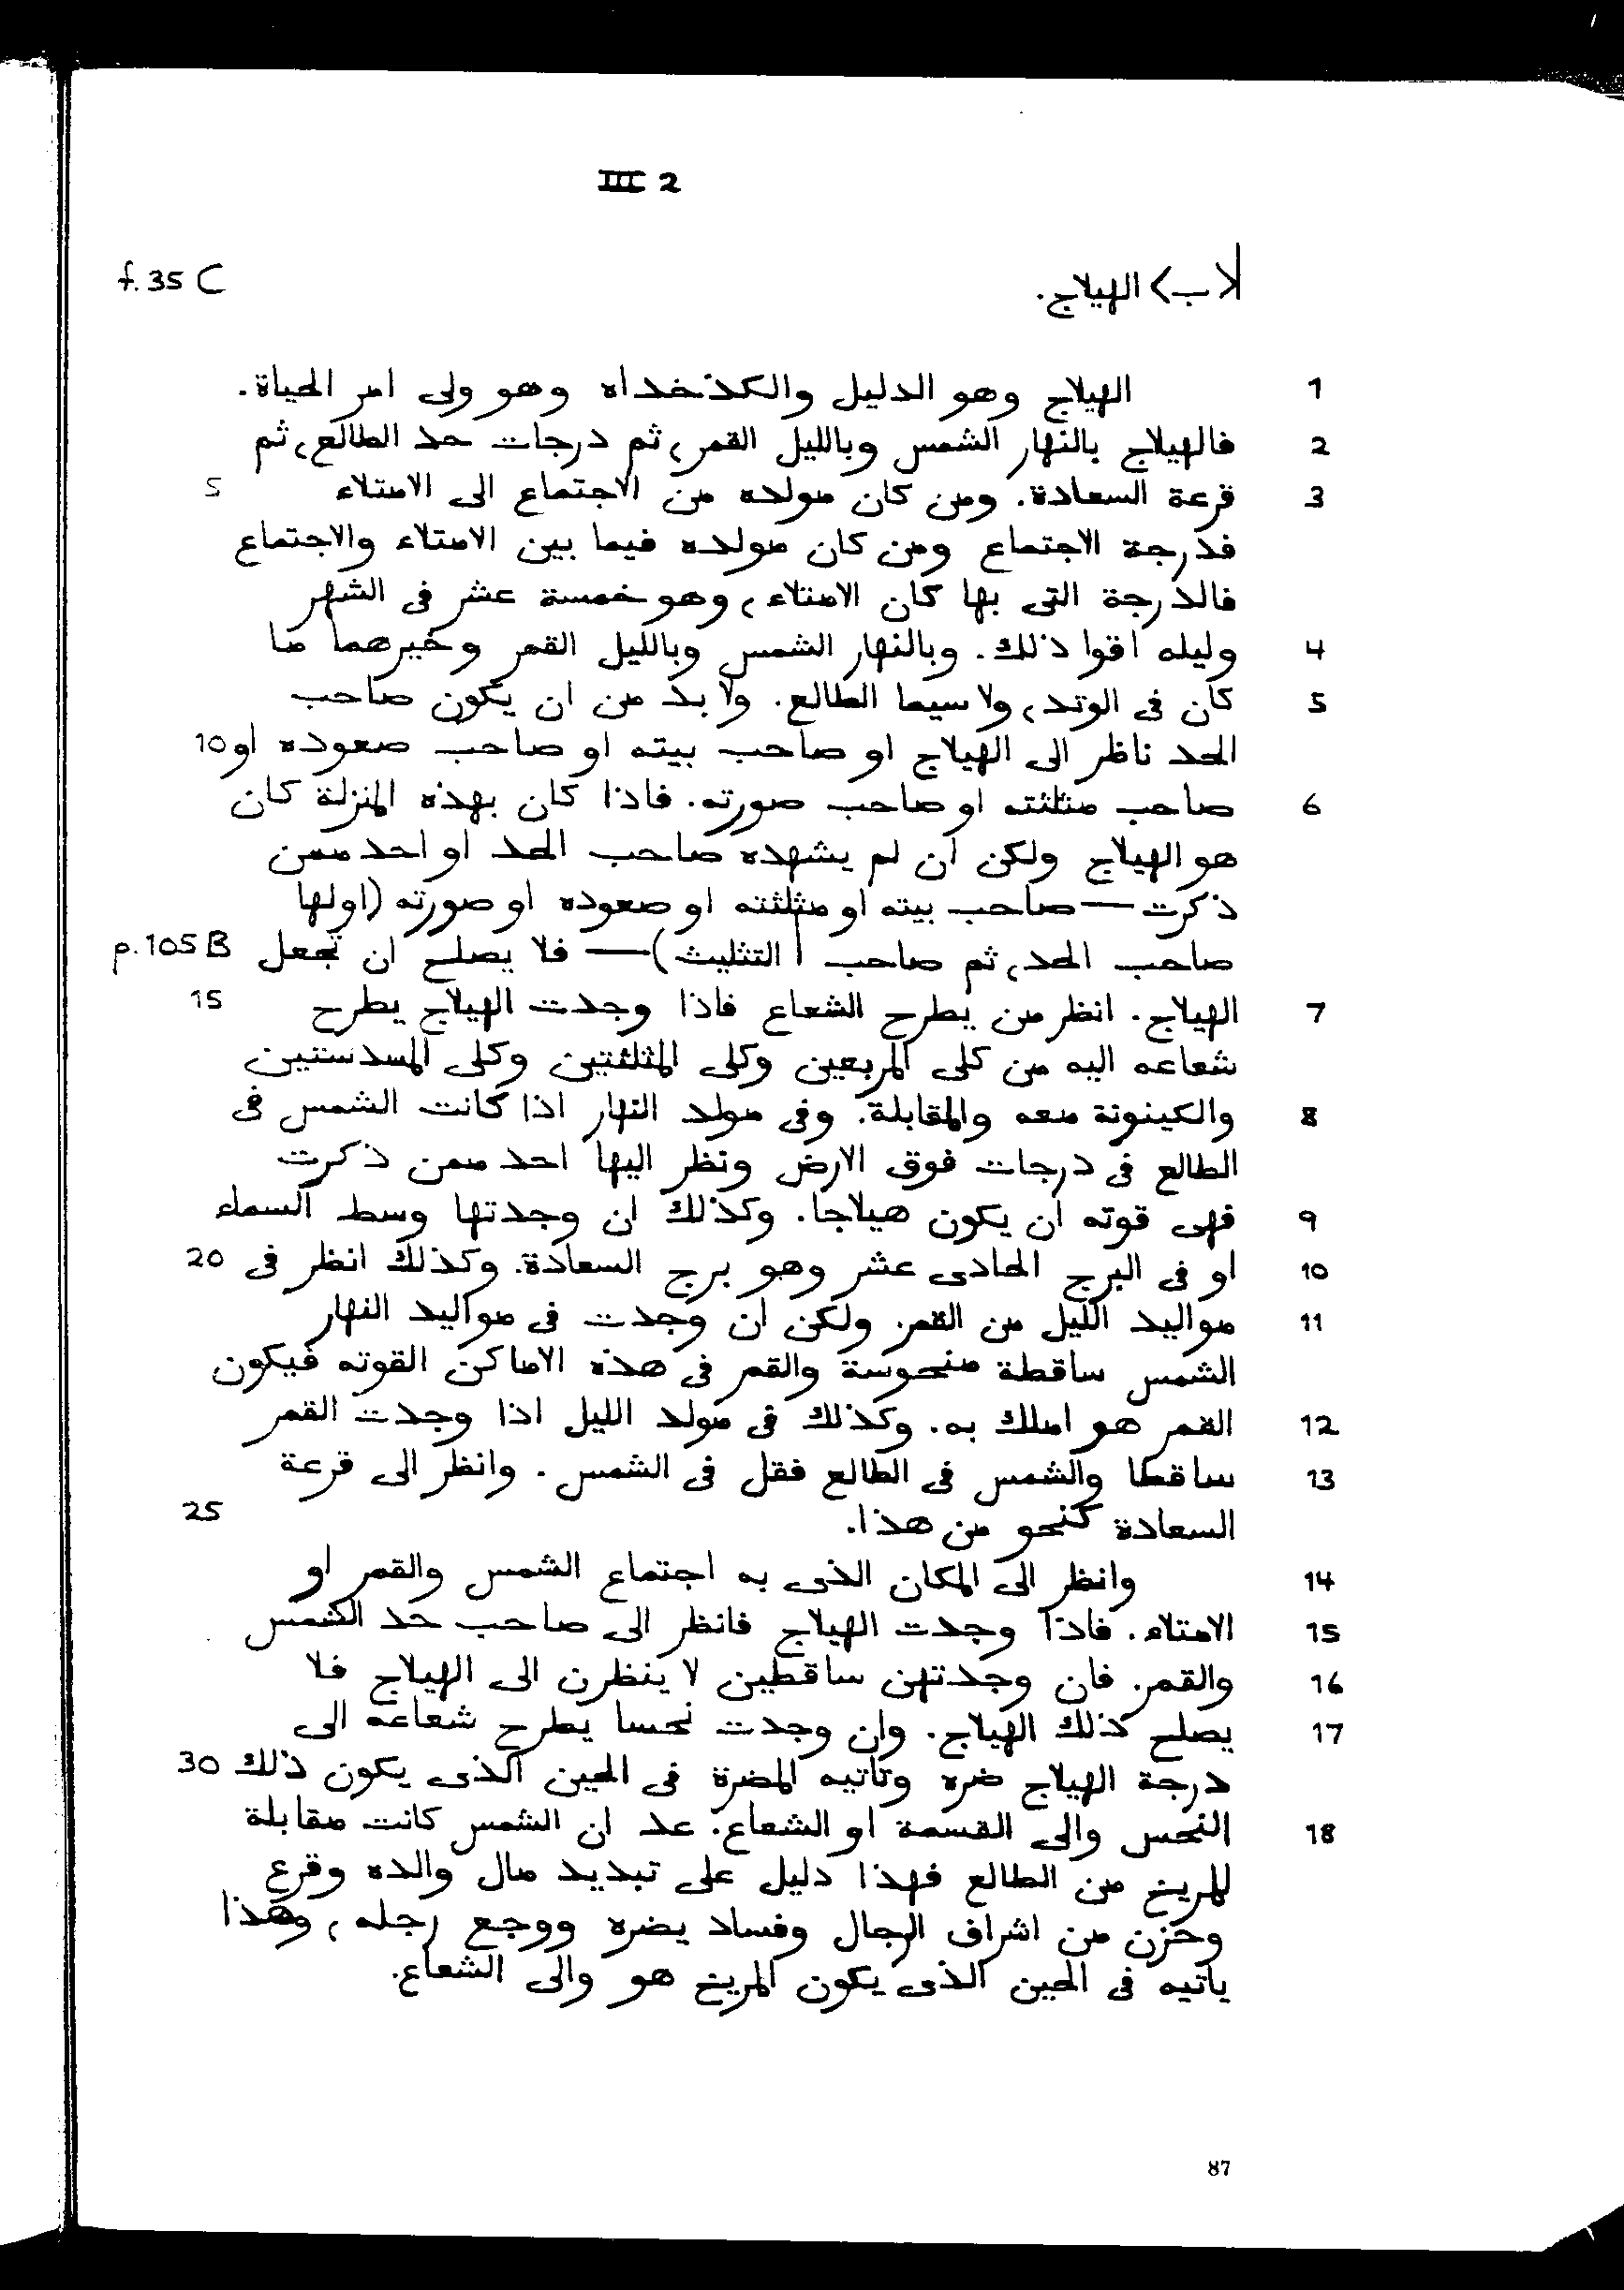 III 2
f. 35 C
<ب> الهيلاج.
1 الهيلاج وهو الدليل والكذخداه وهو ولى امر الحياة.
2 فالهيلاج بالنهار الشمس وبالليل القمر، ثم درجات حد الطالع، ثم
3 قرعة السعادة. ومن كان مولده من الاجتماع الى الامتلاء 5
فدرجة الاجتماع ومن كان مولده فيما بين الامتلاء والاجتماع
فالدرجة التى بها كان الامتلاء، وهو خمسة عشر فى الشهر
4 وليله اقوا ذلك. وبالنهار الشمس وبالليل القمر وخيرهما ما
5 كان فى الوتد، ولا سيما الطالع. ولا بد من ان يكون صاحب
الحد ناظر الى الهيلاج او صاحب بيته او صاحب صعوده او 10
6 صاحب مثلثته او صاحب صورته. فاذا كان بهذه المنزلة كان
هو الهيلاج ولكن ان لم يشهده صاحب الحد او احد ممن
ذكرت — صاحب بيته او مثلثته او صعوده او صورته (اولها
صاحب الحد، ثم صاحب | التثليث) — فلا يصلح ان تجعل p. 105 B
7 الهيلاج. انظر من يطرح الشعاع فاذا وجدت الهيلاج يطرح 15
شعاعه اليه من كلى المربعين وكلى المثلثتين وكلى المسدستين
8 والكينونة معه والمقابلة. وفى مولد النهار اذا كانت الشمس فى
الطالع فى درجات فوق الارض ونظر اليها احد ممن ذكرت
9 فهى قوته ان يكون هيلاجا. وكذلك ان وجدتها وسط السماء
10 او فى البرج الحادى عشر وهو برج السعادة. وكذلك انظر فى 20
11 مواليد الليل من القمر. ولكن ان وجدت فى مواليد النهار
الشمس ساقطة منحوسة والقمر فى هذه الاماكن القوته فيكون
12 القمر هو املك به. وكذلك فى مولد الليل اذا وجدت القمر
13 ساقطا والشمس فى الطالع فقل فى الشمس. وانظر الى قرعة
السعادة كنحو من هذا. 25
14 وانظر الى المكان الذى به اجتماع الشمس والقمر او
15 الامتلاء. فاذا وجدت الهيلاج فانظر الى صاحب حد الشمس
16 والقمر. فان وجدتهن ساقطين لا ينظرن الى الهيلاج فلا
17 يصلح ذلك الهيلاج. وان وجدت نحسا يطرح شعاعه الى
درجة الهيلاج ضره وتاتيه المضرة فى الحين الذى يكون ذلك 30
18 النحس والى القسمة او الشعاع. عد ان الشمس كانت مقابلة
للمريخ من الطالع فهذا دليل على تبديد مال والده وقرع
وحزن من اشراف الرجال وفساد يضره ووجع رجله، وهذا
ياتيه فى الحين الذى يكون المريخ هو والى الشعاع.
87